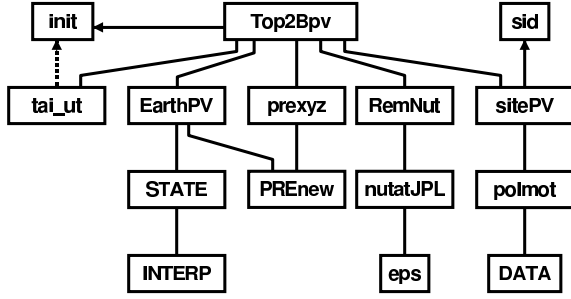 init
Top2Bpv
sid
tai_ut
EarthPV
prexyz
RemNut
sitePV
STATE
PREnew
nutatJPL
polmot
INTERP
eps
DATA